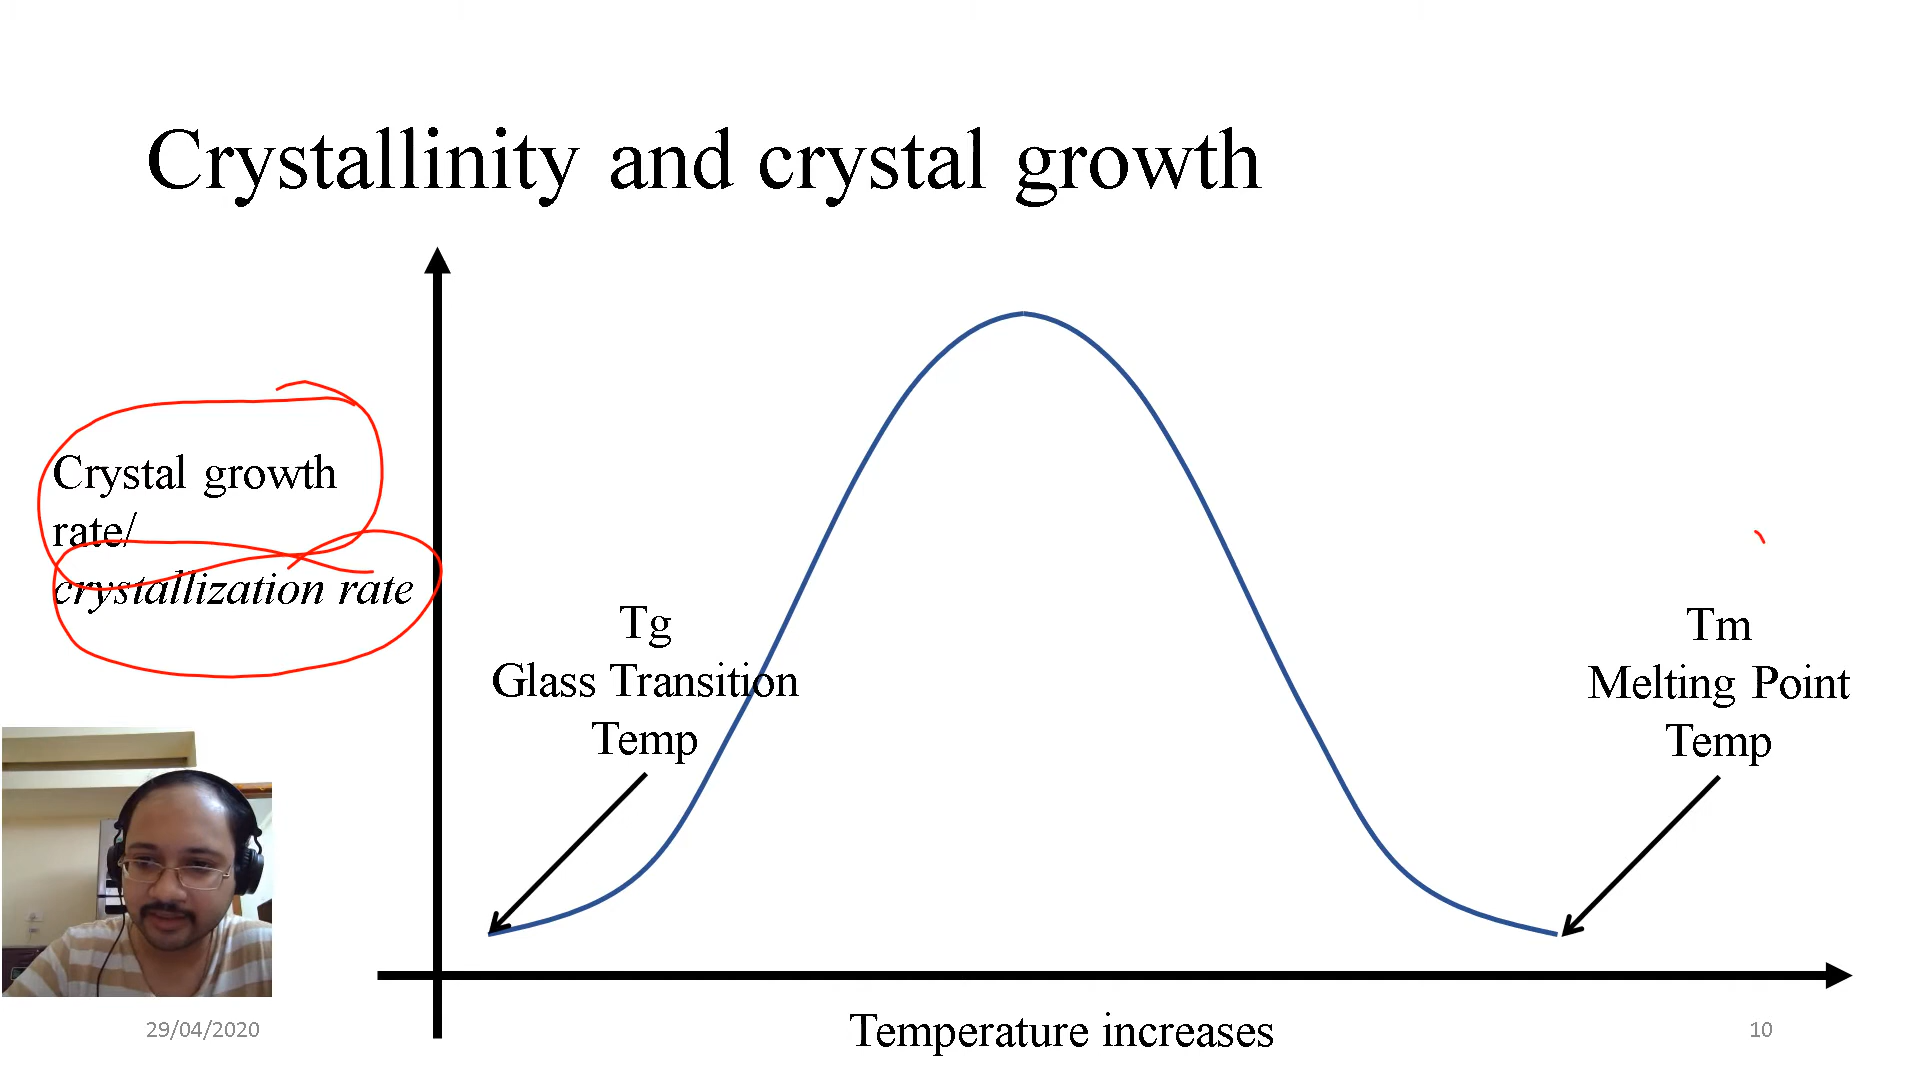 Crystallinity and crystal growth
Crystal growth
rate/
crystallization rate
Tg
Glass Transition
Temp
Tm
Melting Point
Temp
Temperature increases
29/04/2020
10